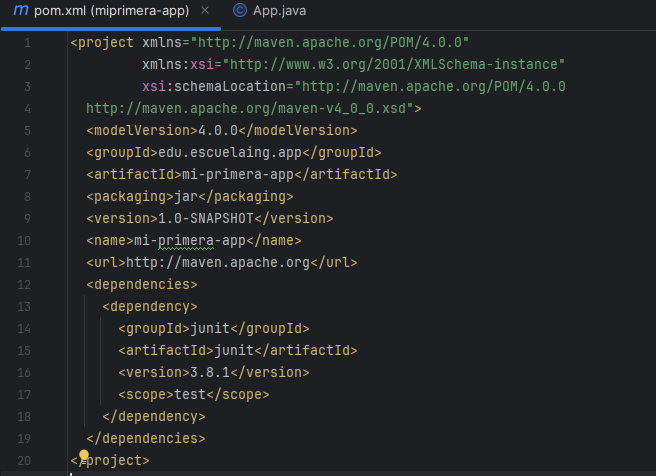 m pom.xml (miprimera-app) × © App.java
1 <project xmlns="http://maven.apache.org/POM/4.0.0"
2 xmlns:xsi="http://www.w3.org/2001/XMLSchema-instance"
3 xsi:schemaLocation="http://maven.apache.org/POM/4.0.0
4 http://maven.apache.org/maven-v4_0_0.xsd">
5 <modelVersion>4.0.0</modelVersion>
6 <groupId>edu.escuelaing.app</groupId>
7 <artifactId>mi-primera-app</artifactId>
8 <packaging>jar</packaging>
9 <version>1.0-SNAPSHOT</version>
10 <name>mi-primera-app</name>
11 <url>http://maven.apache.org</url>
12 <dependencies>
13 <dependency>
14 <groupId>junit</groupId>
15 <artifactId>junit</artifactId>
16 <version>3.8.1</version>
17 <scope>test</scope>
18 </dependency>
19 </dependencies>
20 </project>